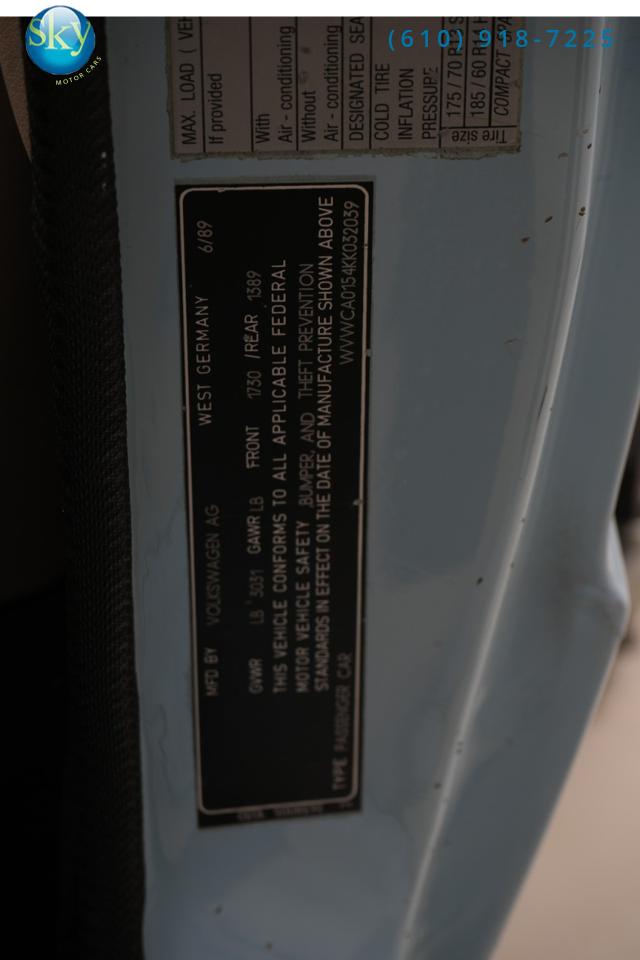 sky
MOTOR CARS
(610) 918-7225
MAX. LOAD ( VEH
If provided
With
Air - conditioning
Without
Air - conditioning
DESIGNATED SEA
COLD TIRE
INFLATION
PRESSURE
Tire size
175 / 70 R
185 / 60 R
COMPACT
MFD BY VOLKSWAGEN AG WEST GERMANY 6/89
GVWR LB 3031 GAWR LB FRONT 1730 /REAR 1389
THIS VEHICLE CONFORMS TO ALL APPLICABLE FEDERAL
MOTOR VEHICLE SAFETY ,BUMPER, AND THEFT PREVENTION
STANDARDS IN EFFECT ON THE DATE OF MANUFACTURE SHOWN ABOVE
TYPE PASSENGER CAR WVWCA0154KK032039